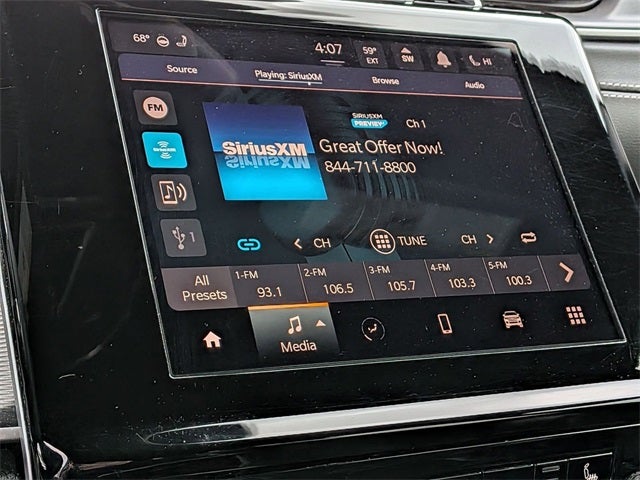 68°
4:07
59° EXT
SW
HI
Source
Playing: SiriusXM
Browse
Audio
FM
SiriusXM
1
SiriusXM
SIRIUSXM PREVIEW
Ch 1
Great Offer Now!
844-711-8800
CH
TUNE
CH
All Presets
1-FM 93.1
2-FM 106.5
3-FM 105.7
4-FM 103.3
5-FM 100.3
Media